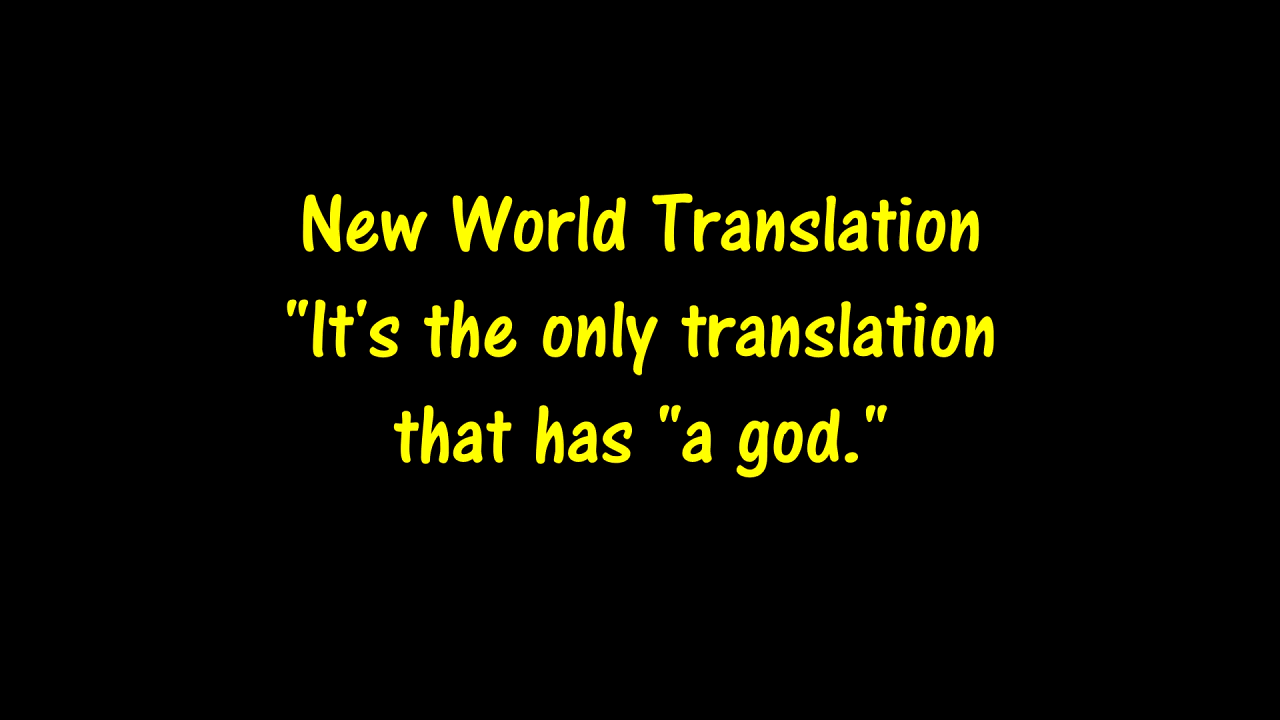 New World Translation
"It's the only translation
that has "a god."